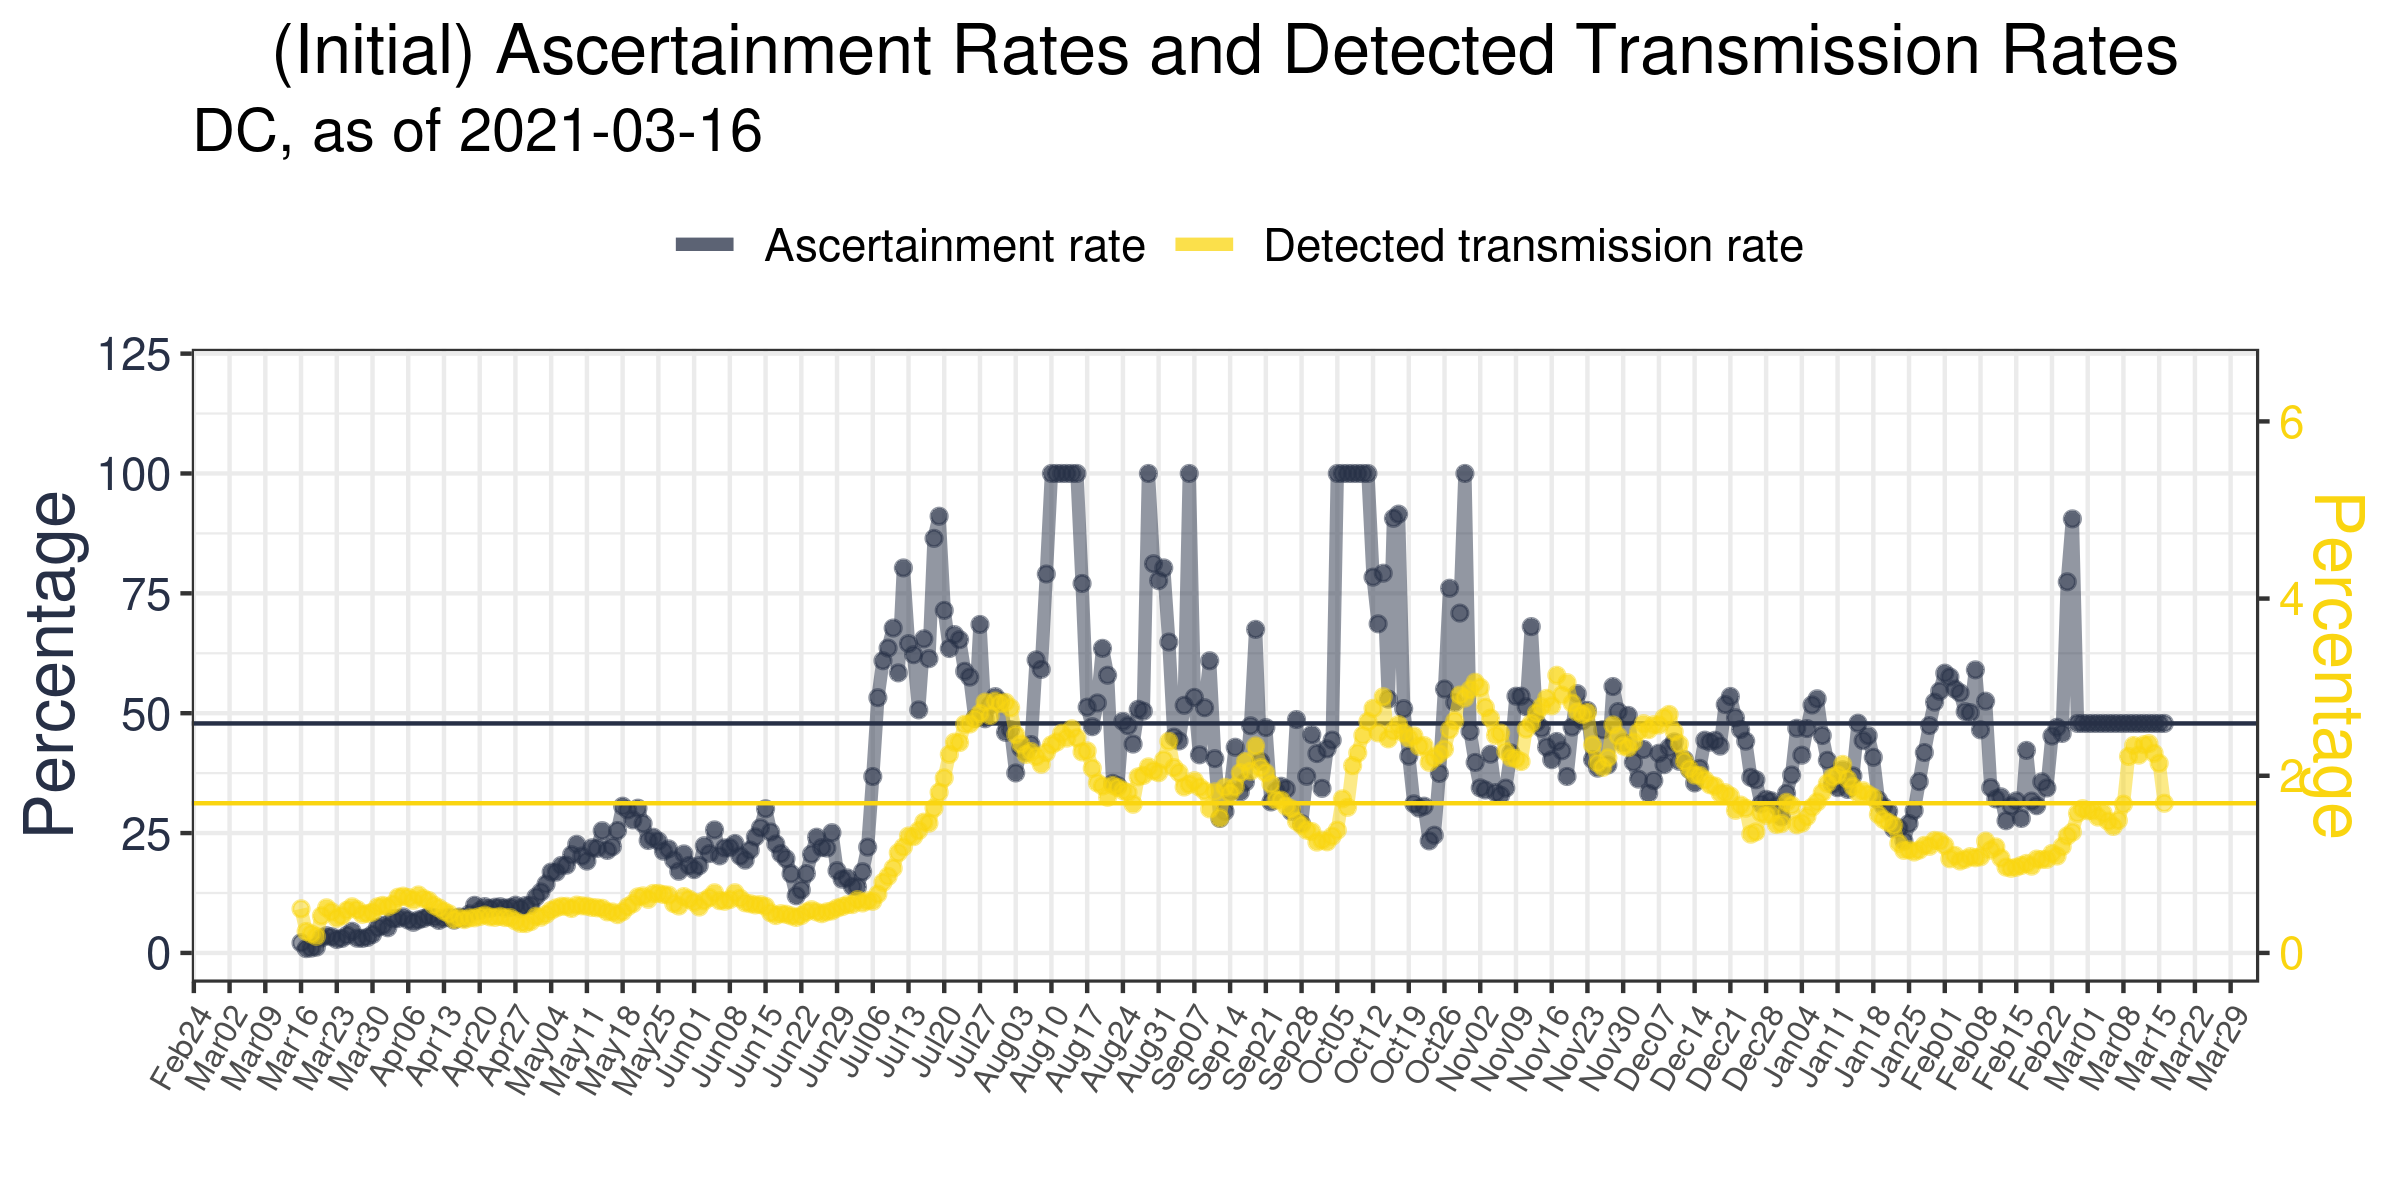 (Initial) Ascertainment Rates and Detected Transmission Rates
DC, as of 2021-03-16
Ascertainment rate Detected transmission rate
125
100
75
50
25
0
Percentage
6
4
2
0
Percentage
Feb24 Mar02 Mar09 Mar16 Mar23 Mar30 Apr06 Apr13 Apr20 Apr27 May04 May11 May18 May25 Jun01 Jun08 Jun15 Jun22 Jun29 Jul06 Jul13 Jul20 Jul27 Aug03 Aug10 Aug17 Aug24 Aug31 Sep07 Sep14 Sep21 Sep28 Oct05 Oct12 Oct19 Oct26 Nov02 Nov09 Nov16 Nov23 Nov30 Dec07 Dec14 Dec21 Dec28 Jan04 Jan11 Jan18 Jan25 Feb01 Feb08 Feb15 Feb22 Mar01 Mar08 Mar15 Mar22 Mar29